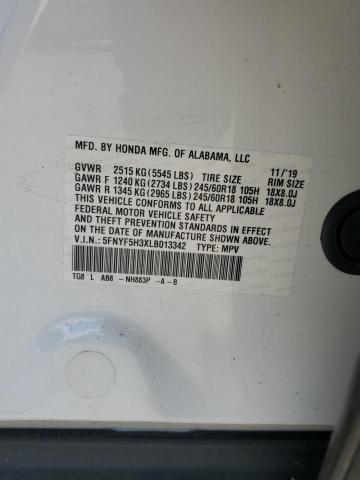 MFD. BY HONDA MFG. OF ALABAMA, LLC
GVWR 2515 KG (5545 LBS) TIRE SIZE 11/'19 RIM SIZE
GAWR F 1240 KG (2734 LBS) 245/60R18 105H 18X8.0J
GAWR R 1345 KG (2965 LBS) 245/60R18 105H 18X8.0J
THIS VEHICLE CONFORMS TO ALL APPLICABLE
FEDERAL MOTOR VEHICLE SAFETY AND
THEFT PREVENTION STANDARDS IN EFFECT
ON THE DATE OF MANUFACTURE SHOWN ABOVE.
V.I.N: 5FNYF5H3XLB013342 TYPE: MPV
TG8 L AB8 -NH883P -A -B